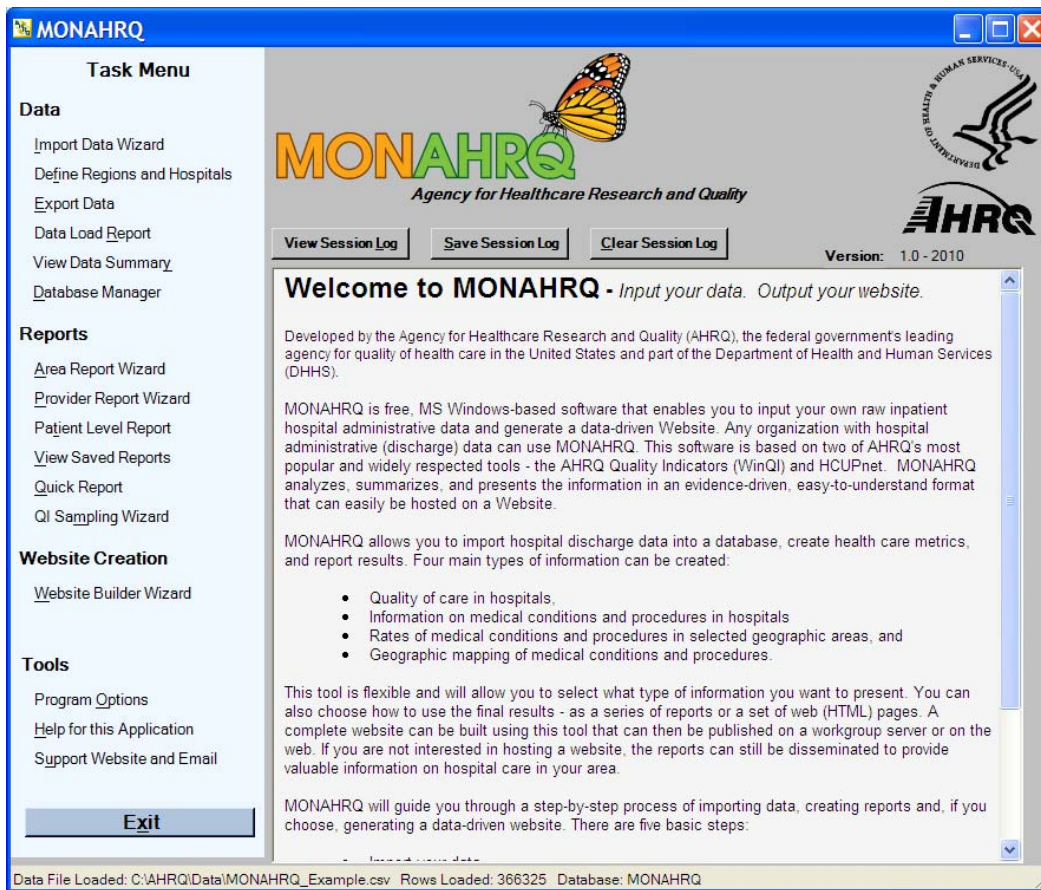 MONAHRQ
Task Menu
Data
Import Data Wizard
Define Regions and Hospitals
Export Data
Data Load Report
View Data Summary
Database Manager
Reports
Area Report Wizard
Provider Report Wizard
Patient Level Report
View Saved Reports
Quick Report
QI Sampling Wizard
Website Creation
Website Builder Wizard
Tools
Program Options
Help for this Application
Support Website and Email
Exit
MONAHRQ
Agency for Healthcare Research and Quality
DEPARTMENT OF HEALTH & HUMAN SERVICES·USA
AHRQ
View Session Log Save Session Log Clear Session Log
Version: 1.0 - 2010
Welcome to MONAHRQ - Input your data. Output your website.
Developed by the Agency for Healthcare Research and Quality (AHRQ), the federal government's leading
agency for quality of health care in the United States and part of the Department of Health and Human Services
(DHHS).
MONAHRQ is free, MS Windows-based software that enables you to input your own raw inpatient
hospital administrative data and generate a data-driven Website. Any organization with hospital
administrative (discharge) data can use MONAHRQ. This software is based on two of AHRQ's most
popular and widely respected tools - the AHRQ Quality Indicators (WinQI) and HCUPnet. MONAHRQ
analyzes, summarizes, and presents the information in an evidence-driven, easy-to-understand format
that can easily be hosted on a Website.
MONAHRQ allows you to import hospital discharge data into a database, create health care metrics,
and report results. Four main types of information can be created:
• Quality of care in hospitals,
• Information on medical conditions and procedures in hospitals
• Rates of medical conditions and procedures in selected geographic areas, and
• Geographic mapping of medical conditions and procedures.
This tool is flexible and will allow you to select what type of information you want to present. You can
also choose how to use the final results - as a series of reports or a set of web (HTML) pages. A
complete website can be built using this tool that can then be published on a workgroup server or on the
web. If you are not interested in hosting a website, the reports can still be disseminated to provide
valuable information on hospital care in your area.
MONAHRQ will guide you through a step-by-step process of importing data, creating reports and, if you
choose, generating a data-driven website. There are five basic steps:
• Import your data
Data File Loaded: C:\AHRQ\Data\MONAHRQ_Example.csv Rows Loaded: 366325 Database: MONAHRQ